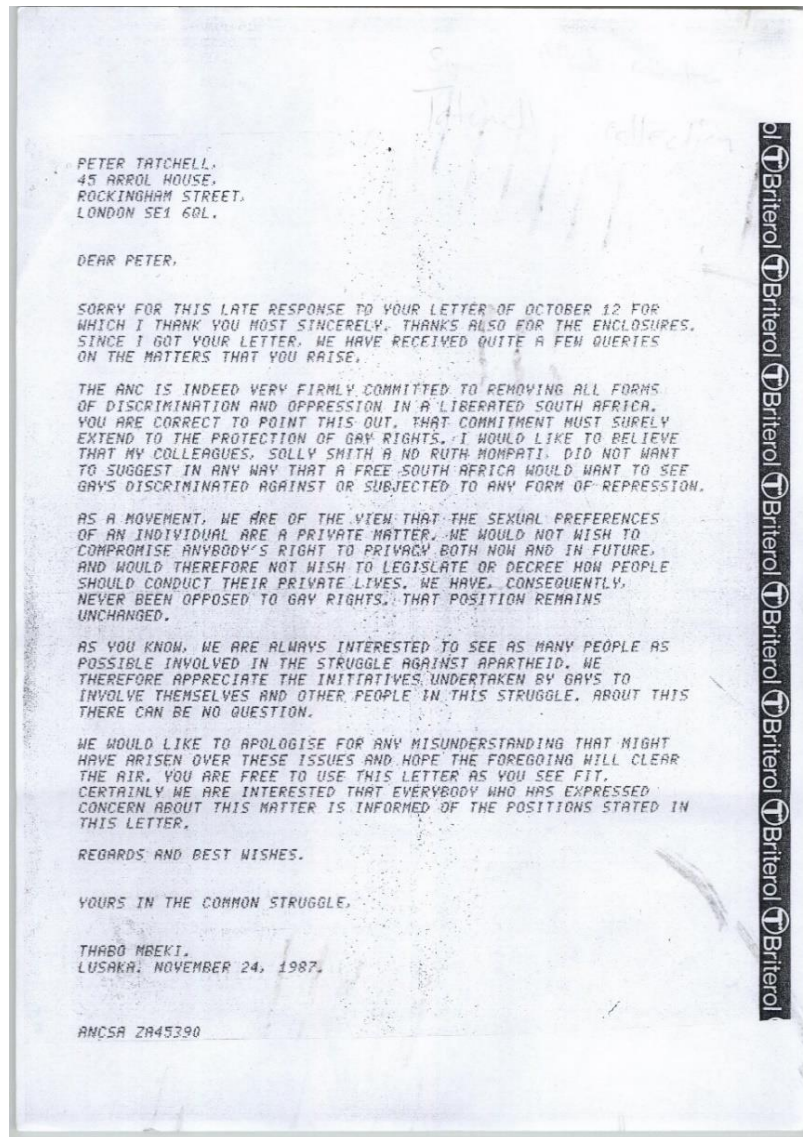 PETER TATCHELL,
45 ARROL HOUSE,
ROCKINGHAM STREET,
LONDON SE1 6QL.
DEAR PETER,
SORRY FOR THIS LATE RESPONSE TO YOUR LETTER OF OCTOBER 12 FOR
WHICH I THANK YOU MOST SINCERELY. THANKS ALSO FOR THE ENCLOSURES.
SINCE I GOT YOUR LETTER, WE HAVE RECEIVED QUITE A FEW QUERIES
ON THE MATTERS THAT YOU RAISE.
THE ANC IS INDEED VERY FIRMLY COMMITTED TO REMOVING ALL FORMS
OF DISCRIMINATION AND OPPRESSION IN A LIBERATED SOUTH AFRICA.
YOU ARE CORRECT TO POINT THIS OUT. THAT COMMITMENT MUST SURELY
EXTEND TO THE PROTECTION OF GAY RIGHTS. I WOULD LIKE TO BELIEVE
THAT MY COLLEAGUES, SOLLY SMITH A ND RUTH MOMPATI, DID NOT WANT
TO SUGGEST IN ANY WAY THAT A FREE SOUTH AFRICA WOULD WANT TO SEE
GAYS DISCRIMINATED AGAINST OR SUBJECTED TO ANY FORM OF REPRESSION.
AS A MOVEMENT, WE ARE OF THE VIEW THAT THE SEXUAL PREFERENCES
OF AN INDIVIDUAL ARE A PRIVATE MATTER. WE WOULD NOT WISH TO
COMPROMISE ANYBODY'S RIGHT TO PRIVACY BOTH NOW AND IN FUTURE,
AND WOULD THEREFORE NOT WISH TO LEGISLATE OR DECREE HOW PEOPLE
SHOULD CONDUCT THEIR PRIVATE LIVES. WE HAVE, CONSEQUENTLY,
NEVER BEEN OPPOSED TO GAY RIGHTS. THAT POSITION REMAINS
UNCHANGED.
AS YOU KNOW, WE ARE ALWAYS INTERESTED TO SEE AS MANY PEOPLE AS
POSSIBLE INVOLVED IN THE STRUGGLE AGAINST APARTHEID. WE
THEREFORE APPRECIATE THE INITIATIVES UNDERTAKEN BY GAYS TO
INVOLVE THEMSELVES AND OTHER PEOPLE IN THIS STRUGGLE. ABOUT THIS
THERE CAN BE NO QUESTION.
WE WOULD LIKE TO APOLOGISE FOR ANY MISUNDERSTANDING THAT MIGHT
HAVE ARISEN OVER THESE ISSUES AND HOPE THE FOREGOING WILL CLEAR
THE AIR. YOU ARE FREE TO USE THIS LETTER AS YOU SEE FIT.
CERTAINLY WE ARE INTERESTED THAT EVERYBODY WHO HAS EXPRESSED
CONCERN ABOUT THIS MATTER IS INFORMED OF THE POSITIONS STATED IN
THIS LETTER.
REGARDS AND BEST WISHES.
YOURS IN THE COMMON STRUGGLE,
THABO MBEKI.
LUSAKA. NOVEMBER 24, 1987.
ANCSA ZA45390
ol T Briterol T Briterol T Briterol T Briterol T Briterol T Briterol T Briterol T Briterol